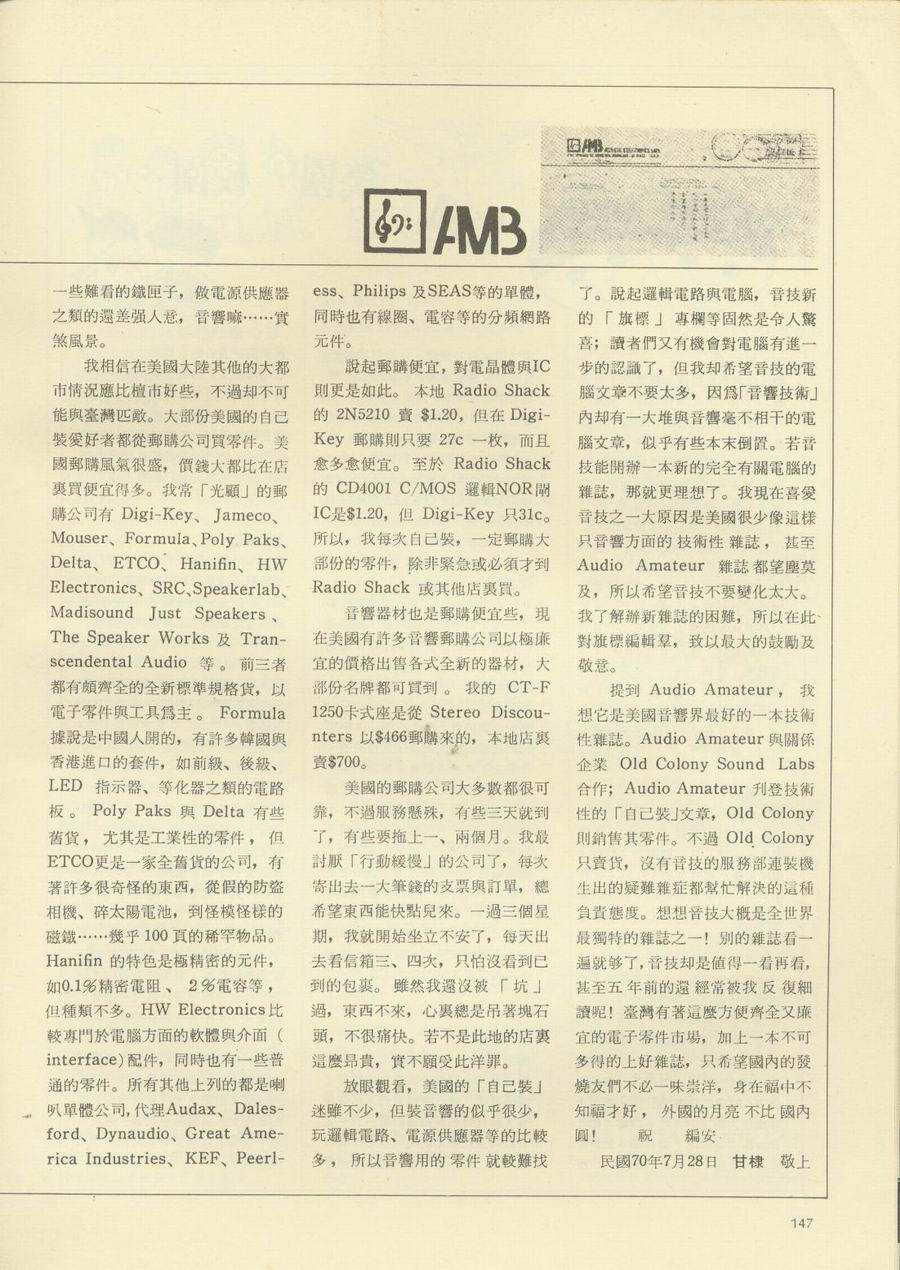 AMB
AMB
一些難看的鐵匣子，做電源供應器
之類的還差强人意，音響嘛……實
煞風景。
我相信在美國大陸其他的大都
市情況應比檀市好些，不過却不可
能與臺灣匹敵。大部份美國的自己
裝愛好者都從郵購公司買零件。美
國郵購風氣很盛，價錢大都比在店
裏買便宜得多。我常「光顧」的郵
購公司有 Digi-Key、 Jameco、
Mouser、Formula、Poly Paks、
Delta、 ETCO、 Hanifin、 HW
Electronics、SRC、Speakerlab、
Madisound Just Speakers 、
The Speaker Works 及 Tran-
scendental Audio 等 。 前三者
都有頗齊全的全新標準規格貨，以
電子零件與工具爲主 。 Formula
據說是中國人開的，有許多韓國與
香港進口的套件，如前級、後級、
LED 指示器、等化器之類的電路
板 。 Poly Paks 與 Delta 有些
舊貨 ， 尤其是工業性的零件 ， 但
ETCO更是一家全舊貨的公司，有
著許多很奇怪的東西，從假的防盜
相機、碎太陽電池，到怪模怪樣的
磁鐵……幾乎 100 頁的稀罕物品。
Hanifin 的特色是極精密的元件，
如0.1%精密電阻 、 2％電容等 ，
但種類不多。HW Electronics 比
較專門於電腦方面的軟體與介面（
interface) 配件，同時也有一些普
通的零件。所有其他上列的都是喇
叭單體公司，代理Audax、 Dales-
ford、Dynaudio、Great Ame-
rica Industries、 KEF、Peerl-
ess、Philips 及SEAS等的單體，
同時也有線圈、電容等的分頻網路
元件。
說起郵購便宜，對電晶體與IC
則更是如此。 本地 Radio Shack
的 2N5210 賣 $1.20，但在 Digi-
Key 郵購則只要 27c 一枚，而且
愈多愈便宜。 至於 Radio Shack
的 CD4001 C/MOS 邏輯NOR閘
IC是$1.20，但 Digi-Key 只31c。
所以，我每次自己裝，一定郵購大
部份的零件，除非緊急或必須才到
Radio Shack 或其他店裏買。
音響器材也是郵購便宜些，現
在美國有許多音響郵購公司以極廉
宜的價格出售各式全新的器材，大
部份名牌都可買到 。 我的 CT-F
1250卡式座是從 Stereo Discou-
nters 以$466郵購來的，本地店裏
賣$700。
美國的郵購公司大多數都很可
靠，不過服務懸殊，有些三天就到
了，有些要拖上一、兩個月。我最
討厭「行動緩慢」的公司了，每次
寄出去一大筆錢的支票與訂單，總
希望東西能快點兒來。一過三個星
期，我就開始坐立不安了，每天出
去看信箱三、四次，只怕沒看到已
到的包裹。 雖然我還沒被 「 坑 」
過，東西不來，心裏總是吊著塊石
頭，不很痛快。若不是此地的店裏
這麼昂貴，實不願受此洋罪。
放眼觀看，美國的「自己裝」
迷雖不少，但裝音響的似乎很少，
玩邏輯電路、電源供應器等的比較
多 ， 所以音響用的 零件 就較難找
了。說起邏輯電路與電腦，音技新
的 「 旗標 」 專欄等固然是令人驚
喜；讀者們又有機會對電腦有進一
步的認識了，但我却希望音技的電
腦文章不要太多，因爲「音響技術」
內却有一大堆與音響毫不相干的電
腦文章，似乎有些本末倒置。若音
技能開辦一本新的完全有關電腦的
雜誌，那就更理想了。我現在喜愛
音技之一大原因是美國很少像這樣
只音響方面的 技術性 雜誌 ， 甚至
Audio Amateur 雜誌 都望塵莫
及，所以希望音技不要變化太大。
我了解辦新雜誌的困難，所以在此
對旗標編輯羣，致以最大的鼓勵及
敬意。
提到 Audio Amateur ， 我
想它是美國音響界最好的一本技術
性雜誌。Audio Amateur 與關係
企業 Old Colony Sound Labs
合作；Audio Amateur 刋登技術
性的「自己裝」文章，Old Colony
則銷售其零件。不過 Old Colony
只賣貨，沒有音技的服務部連裝機
生出的疑難雜症都幫忙解決的這種
負責態度。想想音技大概是全世界
最獨特的雜誌之一！别的雜誌看一
遍就够了，音技却是値得一看再看，
甚至五 年前的還 經常被我 反 復細
讀呢！臺灣有著這麼方便齊全又廉
宜的電子零件市場，加上一本不可
多得的上好雜誌，只希望國內的發
燒友們不必一味崇洋，身在福中不
知福才好 ， 外國的月亮 不比 國內
圓！ 祝 編安
民國70年7月28日 甘棣 敬上
147